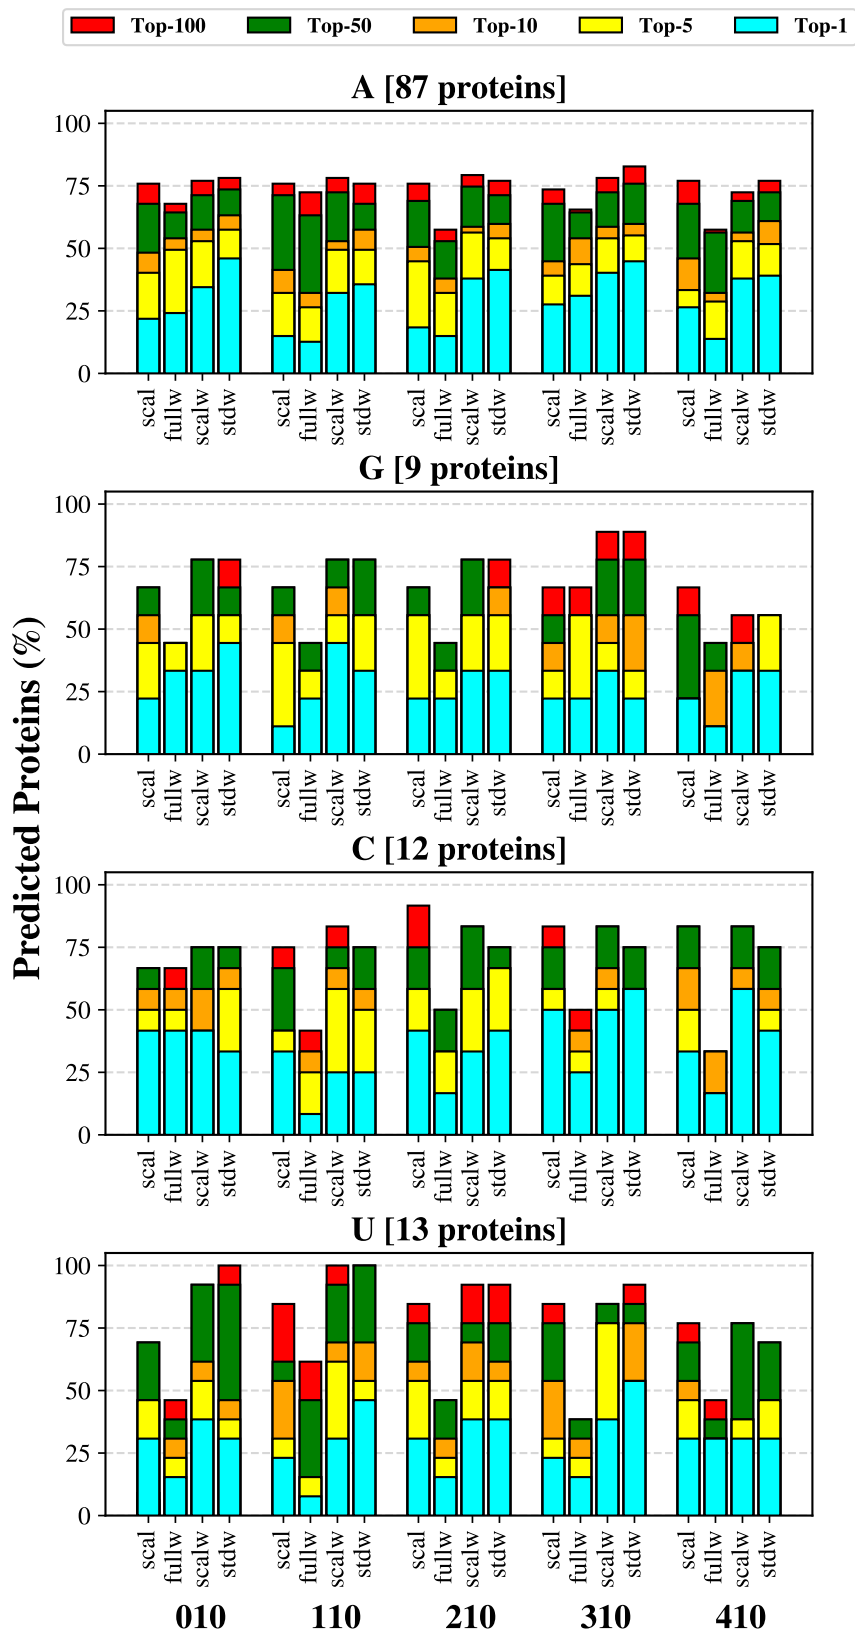 Top-100 Top-50 Top-10 Top-5 Top-1
A [87 proteins]
100
75
50
25
0
scal fullw scalw stdw scal fullw scalw stdw scal fullw scalw stdw scal fullw scalw stdw scal fullw scalw stdw
G [9 proteins]
100
75
50
25
0
scal fullw scalw stdw scal fullw scalw stdw scal fullw scalw stdw scal fullw scalw stdw scal fullw scalw stdw
Predicted Proteins (%)
C [12 proteins]
100
75
50
25
0
scal fullw scalw stdw scal fullw scalw stdw scal fullw scalw stdw scal fullw scalw stdw scal fullw scalw stdw
U [13 proteins]
100
75
50
25
0
scal fullw scalw stdw scal fullw scalw stdw scal fullw scalw stdw scal fullw scalw stdw scal fullw scalw stdw
010 110 210 310 410